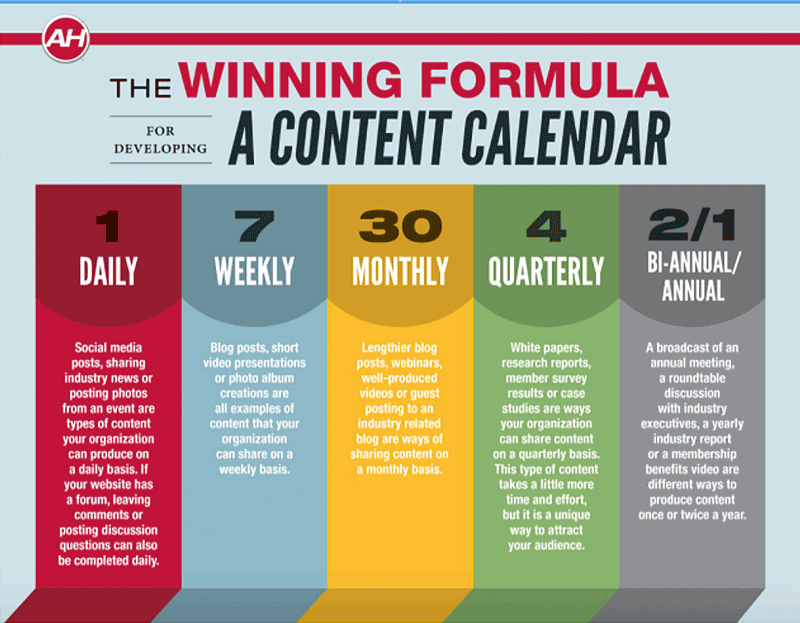 AH
THE WINNING FORMULA
FOR
DEVELOPING
A CONTENT CALENDAR
1
DAILY
Social media
posts, sharing
industry news or
posting photos
from an event are
types of content
your organization
can produce on
a daily basis. If
your website has
a forum, leaving
comments or
posting discussion
questions can also
be completed daily.
7
WEEKLY
Blog posts, short
video presentations
or photo album
creations are
all examples of
content that your
organization
can share on a
weekly basis.
30
MONTHLY
Lengthier blog
posts, webinars,
well-produced
videos or guest
posting to an
industry related
blog are ways of
sharing content on
a monthly basis.
4
QUARTERLY
White papers,
research reports,
member survey
results or case
studies are ways
your organization
can share content
on a quarterly basis.
This type of content
takes a little more
time and effort,
but it is a unique
way to attract
your audience.
2/1
BI-ANNUAL/
ANNUAL
A broadcast of an
annual meeting,
a roundtable
discussion
with industry
executives, a yearly
industry report
or a membership
benefits video are
different ways to
produce content
once or twice a year.